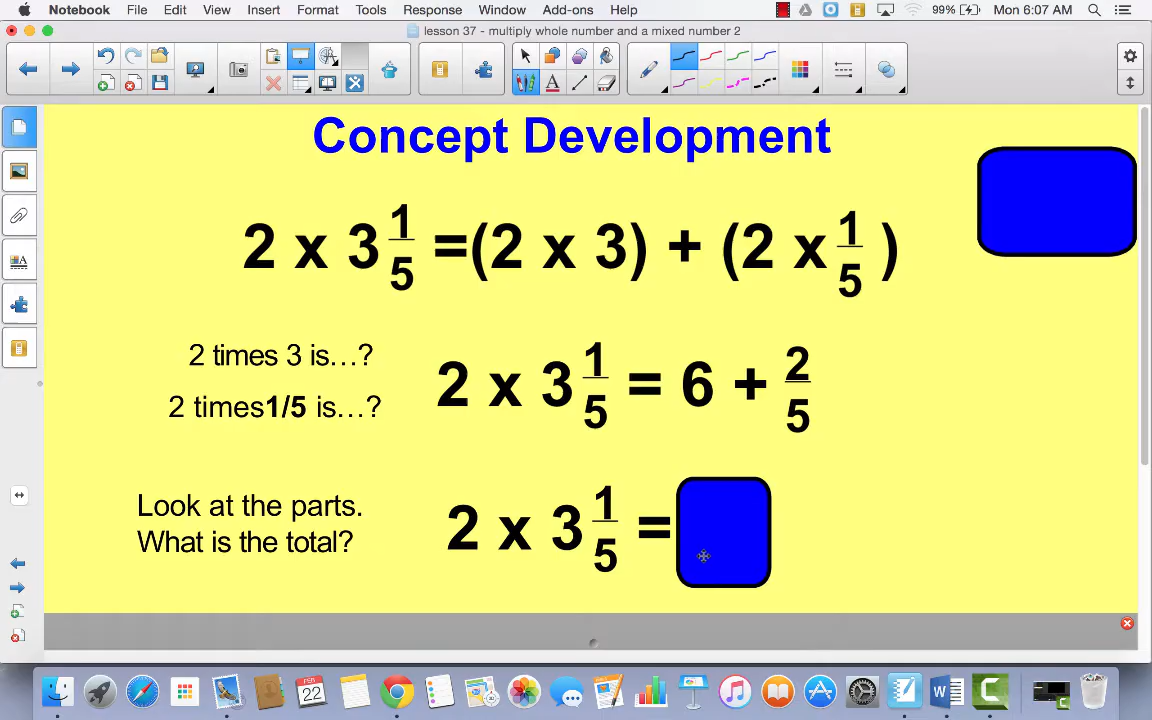 Notebook File Edit View Insert Format Tools Response Window Add-ons Help 99% Mon 6:07 AM
lesson 37 - multiply whole number and a mixed number 2
Concept Development
2 x 3 1/5 =(2 x 3) + (2 x 1/5 )
2 times 3 is…?
2 times1/5 is…?
2 x 3 1/5 = 6 + 2/5
Look at the parts.
What is the total?
2 x 3 1/5 =
FEB
22